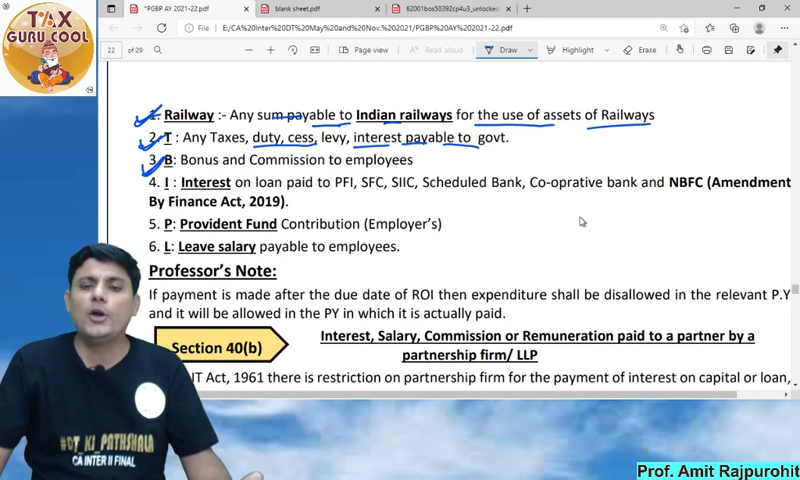 TAX
GURU COOL
*PGBP AY 2021-22.pdf
blank sheet.pdf
62001bos50392cp4u3_unlocked
E:/CA%20Inter%20DT%20May%20and%20Nov.%202021/PGBP%20AY%202021-22.pdf
22 of 29
Page view
Read aloud
Draw
Highlight
Erase
1. Railway :- Any sum payable to Indian railways for the use of assets of Railways
2. T : Any Taxes, duty, cess, levy, interest payable to govt.
3. B: Bonus and Commission to employees
4. I : Interest on loan paid to PFI, SFC, SIIC, Scheduled Bank, Co-oprative bank and NBFC (Amendment
By Finance Act, 2019).
5. P: Provident Fund Contribution (Employer's)
6. L: Leave salary payable to employees.
Professor's Note:
If payment is made after the due date of ROI then expenditure shall be disallowed in the relevant P.Y
and it will be allowed in the PY in which it is actually paid.
Section 40(b)
Interest, Salary, Commission or Remuneration paid to a partner by a
partnership firm/ LLP
IT Act, 1961 there is restriction on partnership firm for the payment of interest on capital or loan,
#DT_KI_PATHSHALA
CA INTER II FINAL
Prof. Amit Rajpurohit